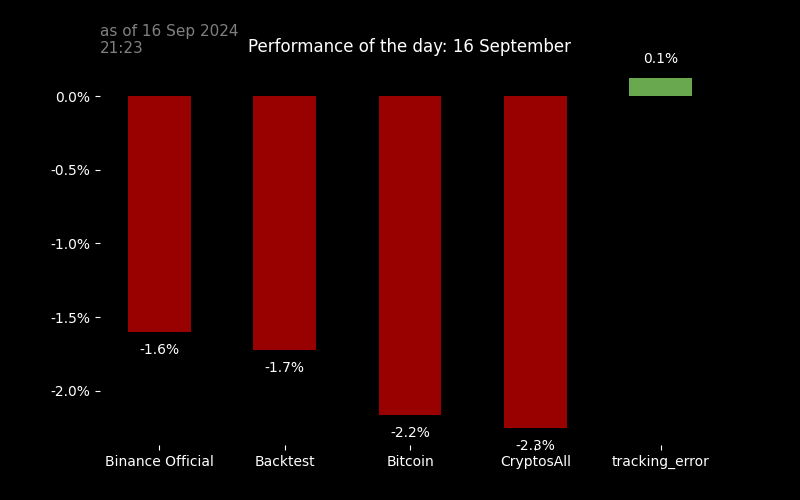 as of 16 Sep 2024
21:23
Performance of the day: 16 September
0.1%
0.0%
-0.5%
-1.0%
-1.5%
-2.0%
-1.6%
-1.7%
-2.2%
-2.3%
Binance Official
Backtest
Bitcoin
CryptosAll
tracking_error